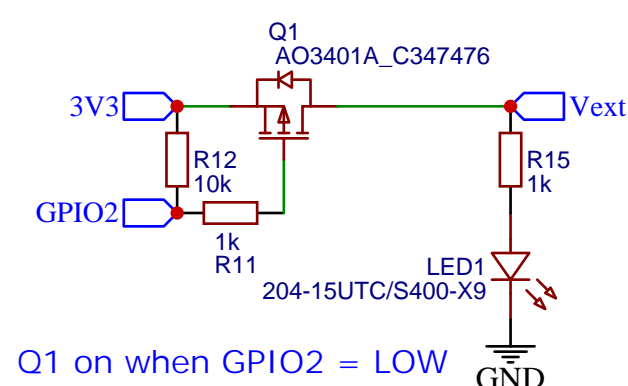 Q1
AO3401A_C347476
3V3
Vext
R12
10k
R15
1k
GPIO2
1k
R11
LED1
204-15UTC/S400-X9
Q1 on when GPIO2 = LOW
GND